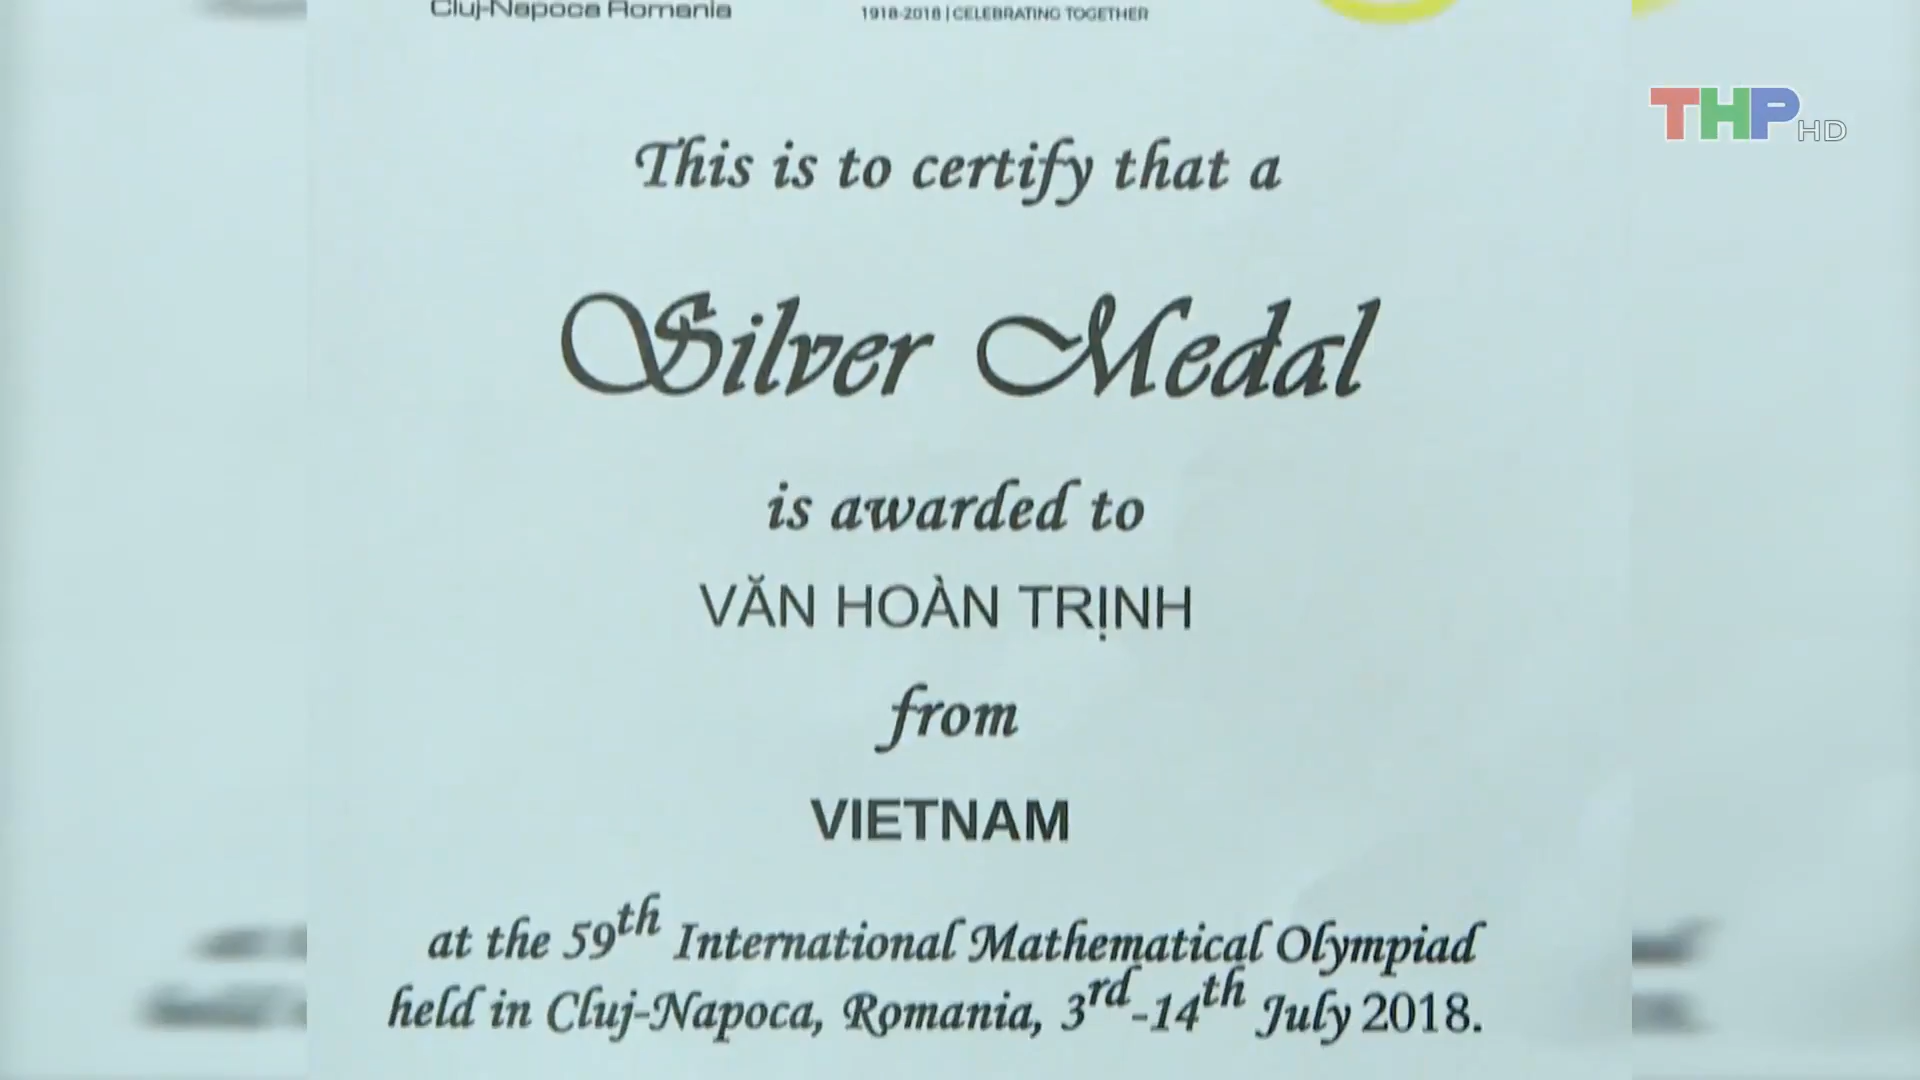 Cluj-Napoca Romania
1918-2018 | CELEBRATING TOGETHER
THP HD
This is to certify that a
Silver Medal
is awarded to
VĂN HOÀN TRỊNH
from
VIETNAM
at the 59th International Mathematical Olympiad
held in Cluj-Napoca, Romania, 3rd-14th July 2018.